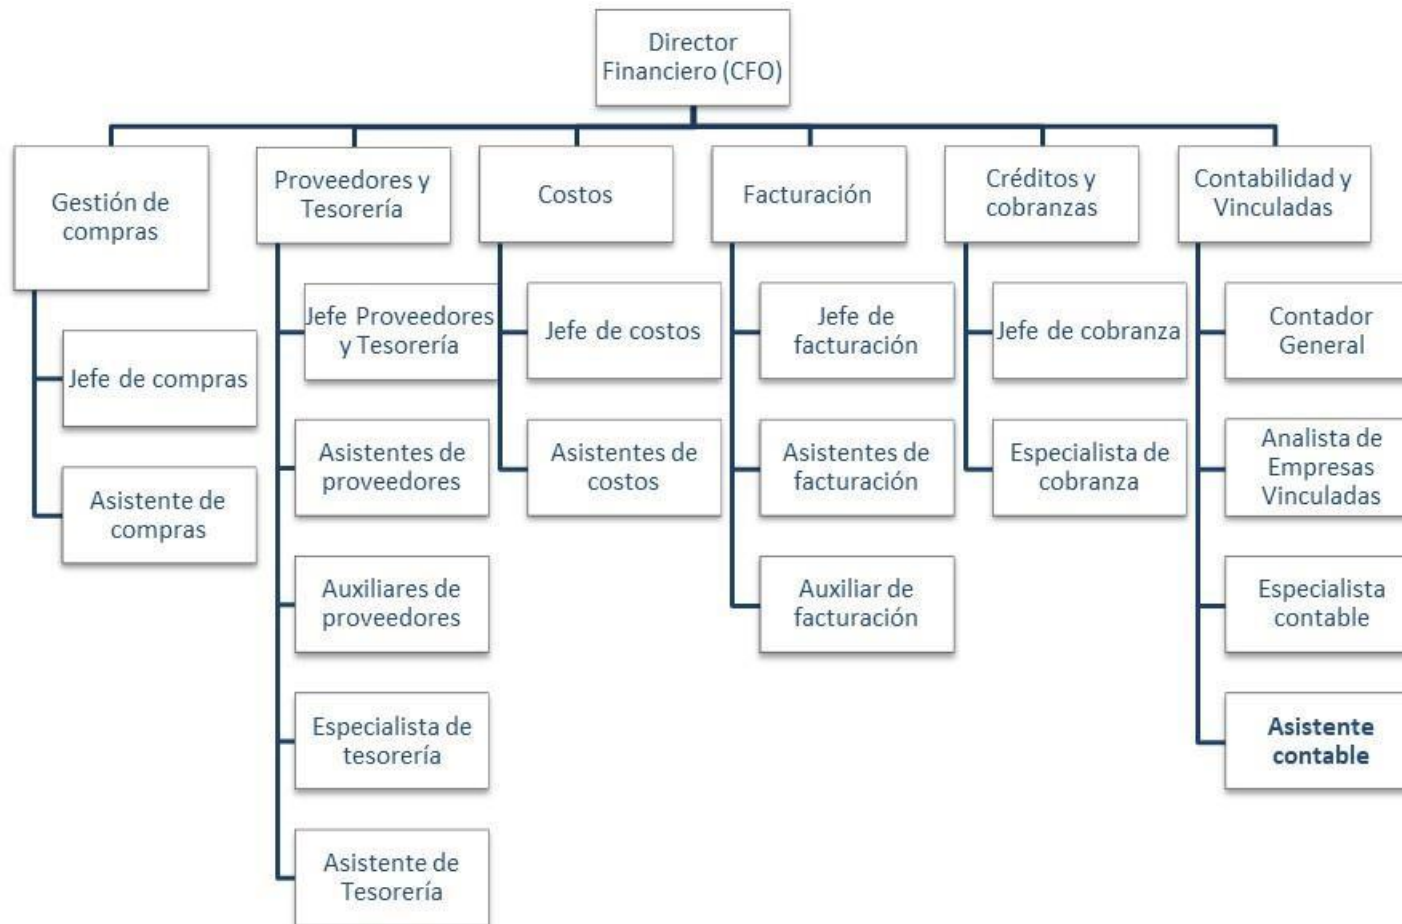 Director
Financiero (CFO)
Gestión de
compras
Jefe de compras
Asistente de
compras
Proveedores y
Tesorería
Jefe Proveedores
y Tesorería
Asistentes de
proveedores
Auxiliares de
proveedores
Especialista de
tesorería
Asistente de
Tesorería
Costos
Jefe de costos
Asistentes de
costos
Facturación
Jefe de
facturación
Asistentes de
facturación
Auxiliar de
facturación
Créditos y
cobranzas
Jefe de cobranza
Especialista de
cobranza
Contabilidad y
Vinculadas
Contador
General
Analista de
Empresas
Vinculadas
Especialista
contable
Asistente
contable